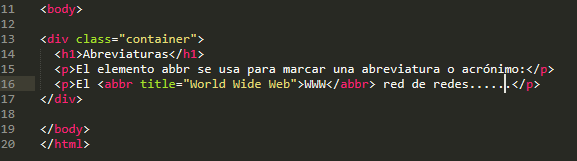 11 <body>
12
13 <div class="container">
14 <h1>Abreviaturas</h1>
15 <p>El elemento abbr se usa para marcar una abreviatura o acrónimo:</p>
16 <p>El <abbr title="World Wide Web">WWW</abbr> red de redes......</p>
17 </div>
18
19 </body>
20 </html>